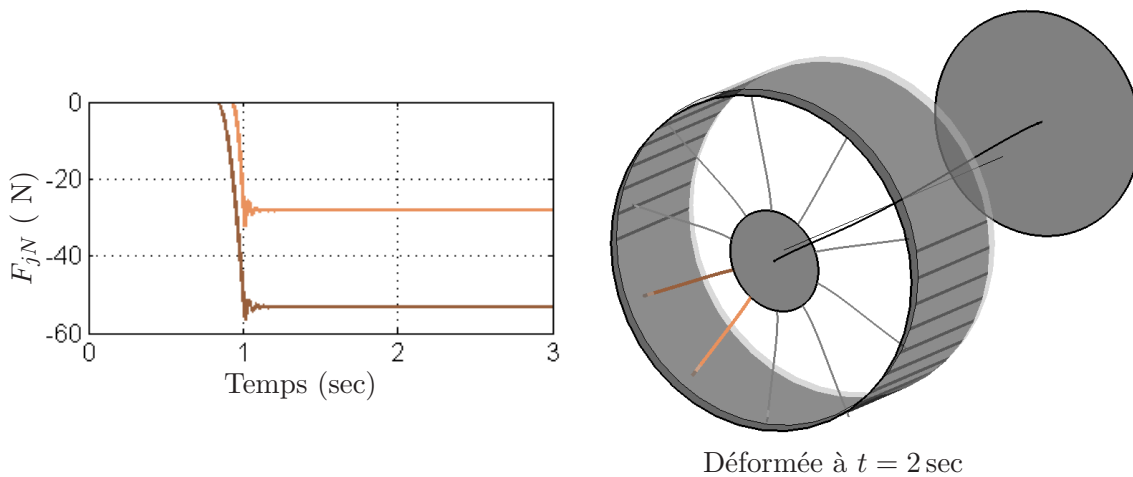 0
-20
-40
-60
F_{jN} ( N)
0 1 2 3
Temps (sec)
Déformée à t = 2 sec